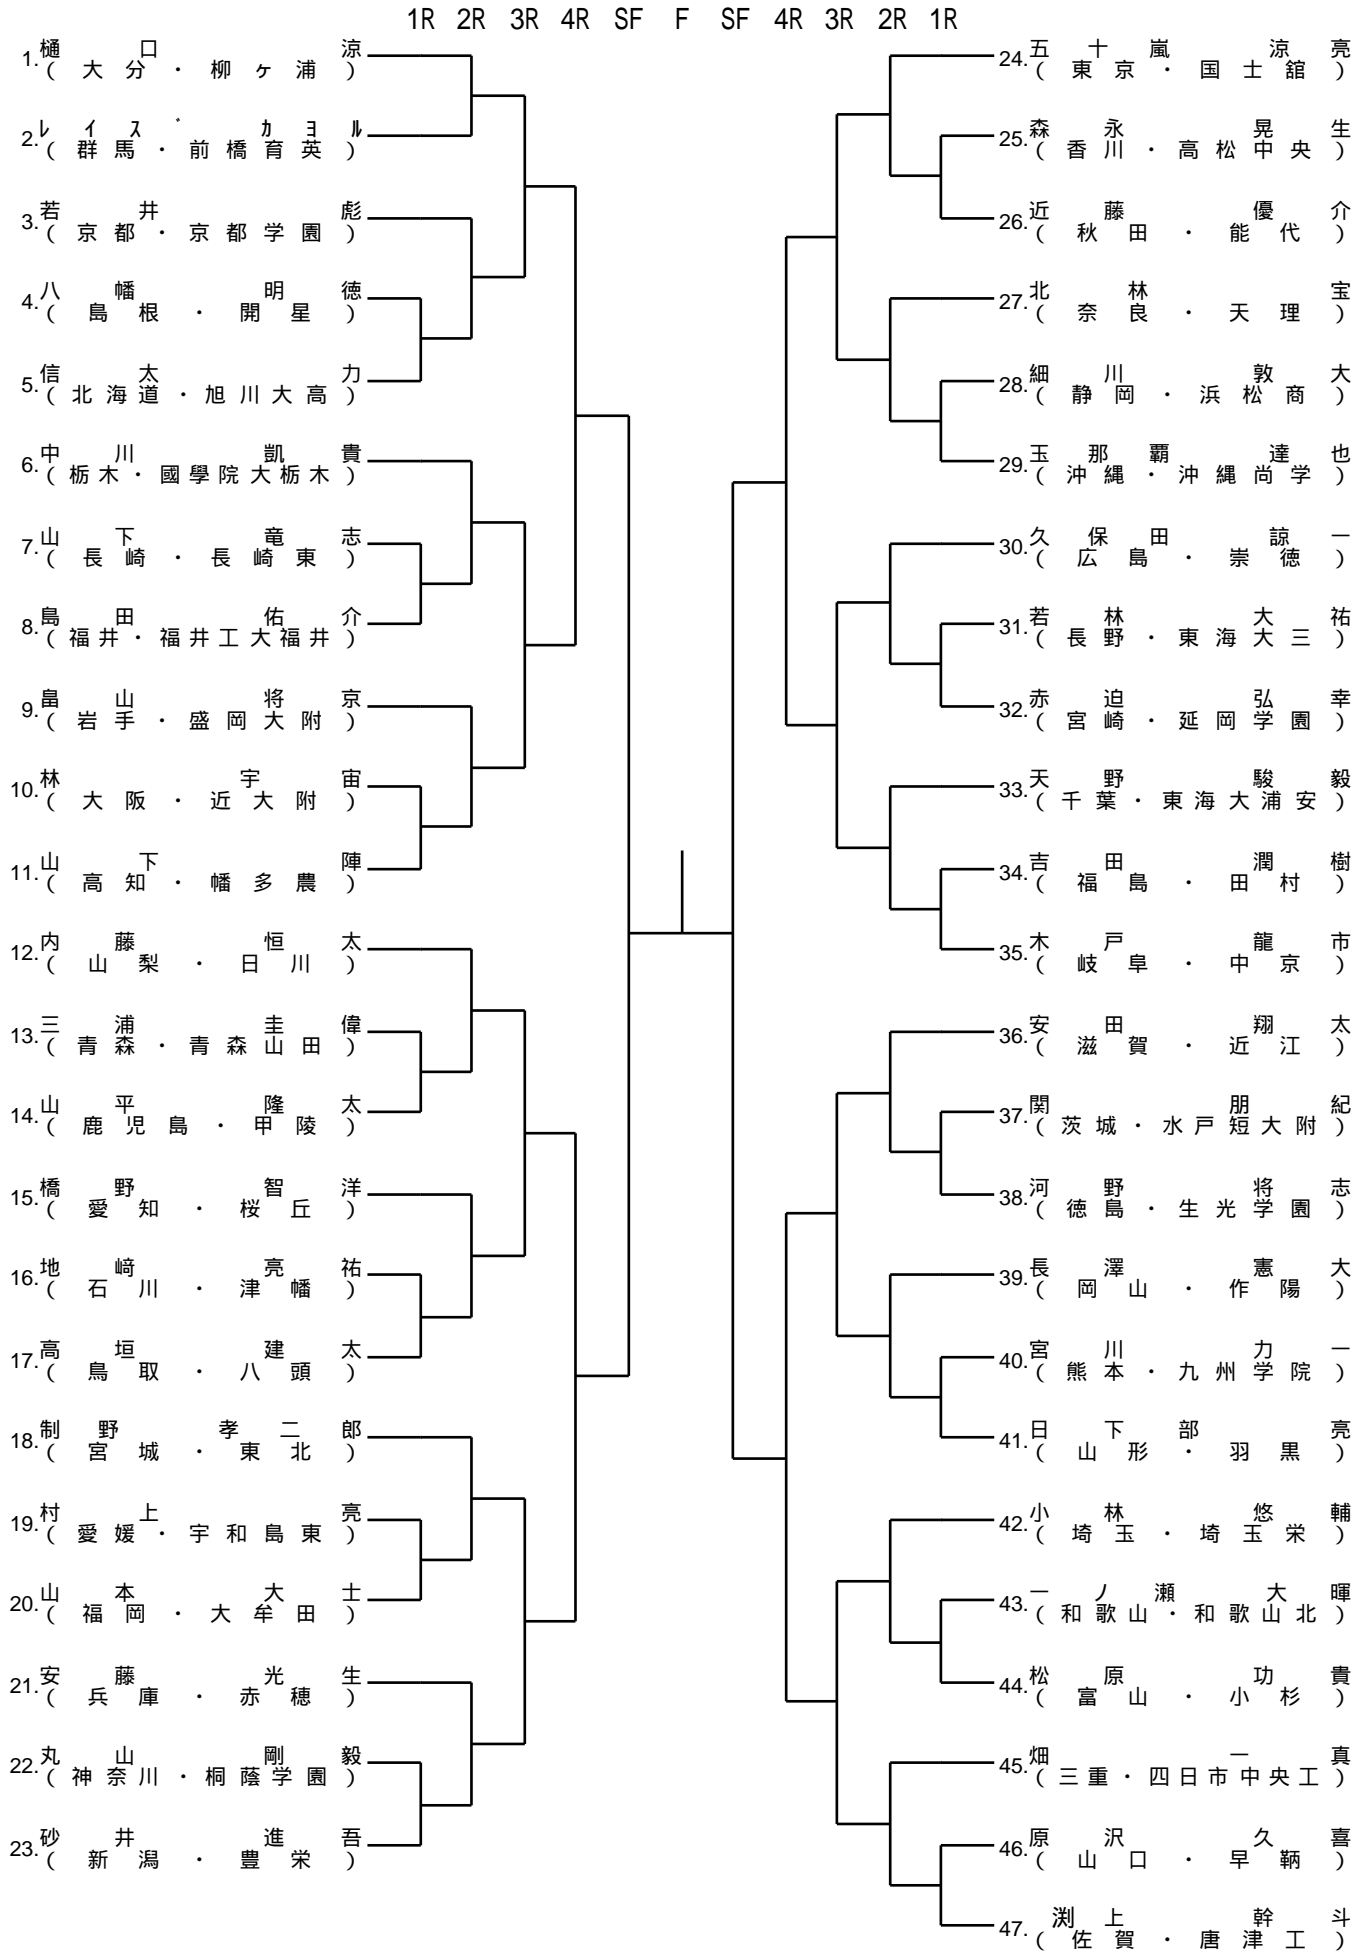 1R 2R 3R 4R SF F SF 4R 3R 2R 1R
1. 樋口 涼
(大分・柳ヶ浦)
2. レイズ カヨル
(群馬・前橋育英)
3. 若井 彪
(京都・京都学園)
4. 八幡 明徳
(島根・開星)
5. 信太 力
(北海道・旭川大高)
6. 中川 凱貴
(栃木・國學院大栃木)
7. 山下 竜志
(長崎・長崎東)
8. 島田 佑介
(福井・福井工大福井)
9. 畠山 将京
(岩手・盛岡大附)
10. 林 宇宙
(大阪・近大附)
11. 山下 陣
(高知・幡多農)
12. 内藤 恒太
(山梨・日川)
13. 三浦 圭偉
(青森・青森山田)
14. 山平 隆太
(鹿児島・甲陵)
15. 橋野 智洋
(愛知・桜丘)
16. 地﨑 亮祐
(石川・津幡)
17. 高垣 建太
(鳥取・八頭)
18. 制野 孝二郎
(宮城・東北)
19. 村上 亮
(愛媛・宇和島東)
20. 山本 大士
(福岡・大牟田)
21. 安藤 光生
(兵庫・赤穂)
22. 丸山 剛毅
(神奈川・桐蔭学園)
23. 砂井 進吾
(新潟・豊栄)
24. 五十嵐 涼亮
(東京・国士舘)
25. 森永 晃生
(香川・高松中央)
26. 近藤 優介
(秋田・能代)
27. 北林 宝
(奈良・天理)
28. 細川 敦大
(静岡・浜松商)
29. 玉那覇 達也
(沖縄・沖縄尚学)
30. 久保田 諒一
(広島・崇徳)
31. 若林 大祐
(長野・東海大三)
32. 赤迫 弘幸
(宮崎・延岡学園)
33. 天野 駿毅
(千葉・東海大浦安)
34. 吉田 潤樹
(福島・田村)
35. 木戸 龍市
(岐阜・中京)
36. 安田 翔太
(滋賀・近江)
37. 関 朋紀
(茨城・水戸短大附)
38. 河野 将志
(徳島・生光学園)
39. 長澤 憲大
(岡山・作陽)
40. 宮川 力一
(熊本・九州学院)
41. 日下部 亮
(山形・羽黒)
42. 小林 悠輔
(埼玉・埼玉栄)
43. 一ノ瀬 大暉
(和歌山・和歌山北)
44. 松原 功貴
(富山・小杉)
45. 畑 一真
(三重・四日市中央工)
46. 原沢 久喜
(山口・早鞆)
47. 渕上 幹斗
(佐賀・唐津工)